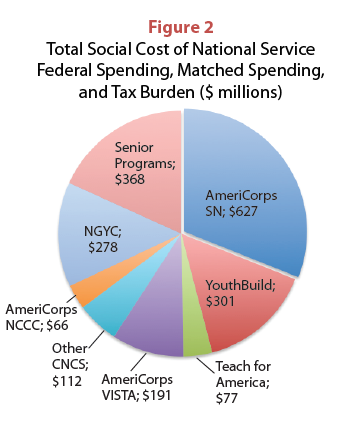 Figure 2
Total Social Cost of National Service
Federal Spending, Matched Spending,
and Tax Burden ($ millions)
Senior
Programs;
$368
AmeriCorps
SN; $627
NGYC;
$278
YouthBuild;
$301
AmeriCorps
NCCC; $66
Other
CNCS;
$112
AmeriCorps
VISTA; $191
Teach for
America;
$77